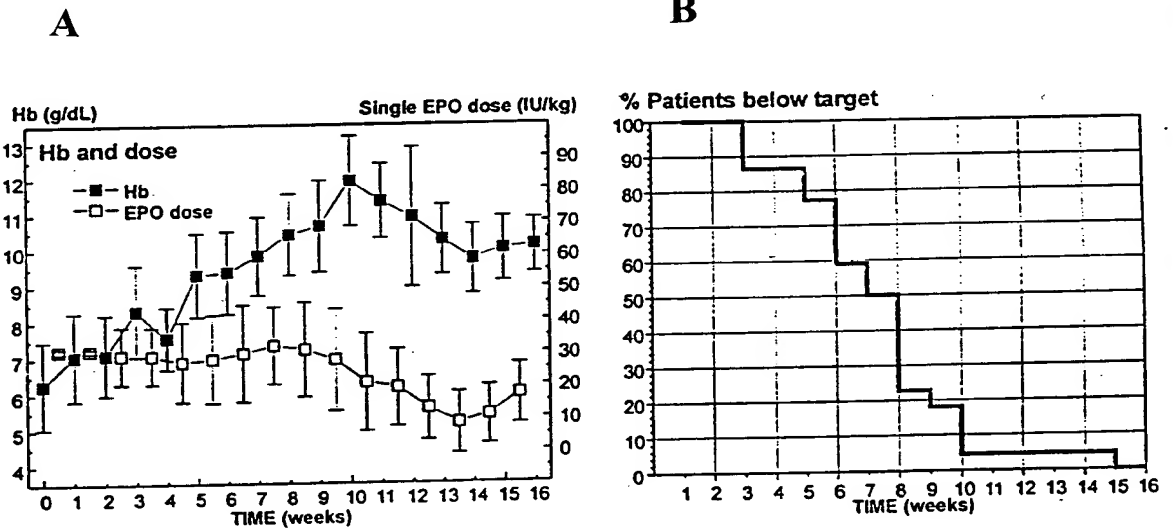 A
B
Hb (g/dL)
Single EPO dose (IU/kg)
Hb and dose
Hb
EPO dose
13
12
11
10
9
8
7
6
5
4
90
80
70
60
50
40
30
20
10
0
0 1 2 3 4 5 6 7 8 9 10 11 12 13 14 15 16
TIME (weeks)
% Patients below target
100
90
80
70
60
50
40
30
20
10
0
1 2 3 4 5 6 7 8 9 10 11 12 13 14 15 16
TIME (weeks)